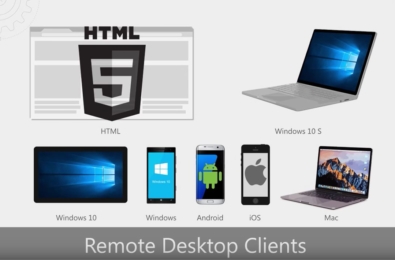 HTML
5
HTML
Windows 10 S
Windows 10
Windows
Android
iOS
Mac
Remote Desktop Clients